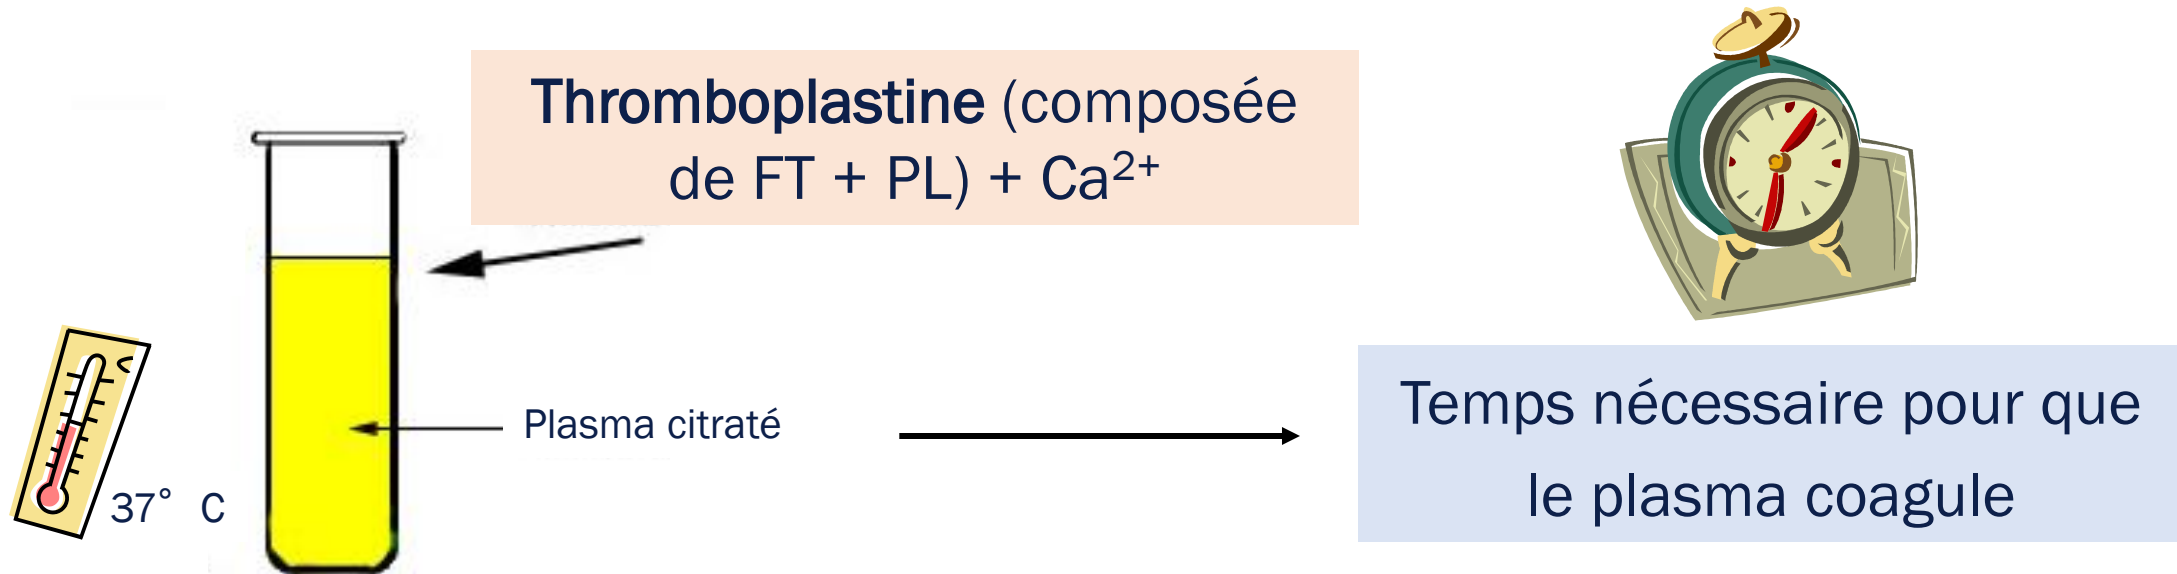 Thromboplastine (composée
de FT + PL) + Ca²⁺
Plasma citraté
37° C
Temps nécessaire pour que
le plasma coagule